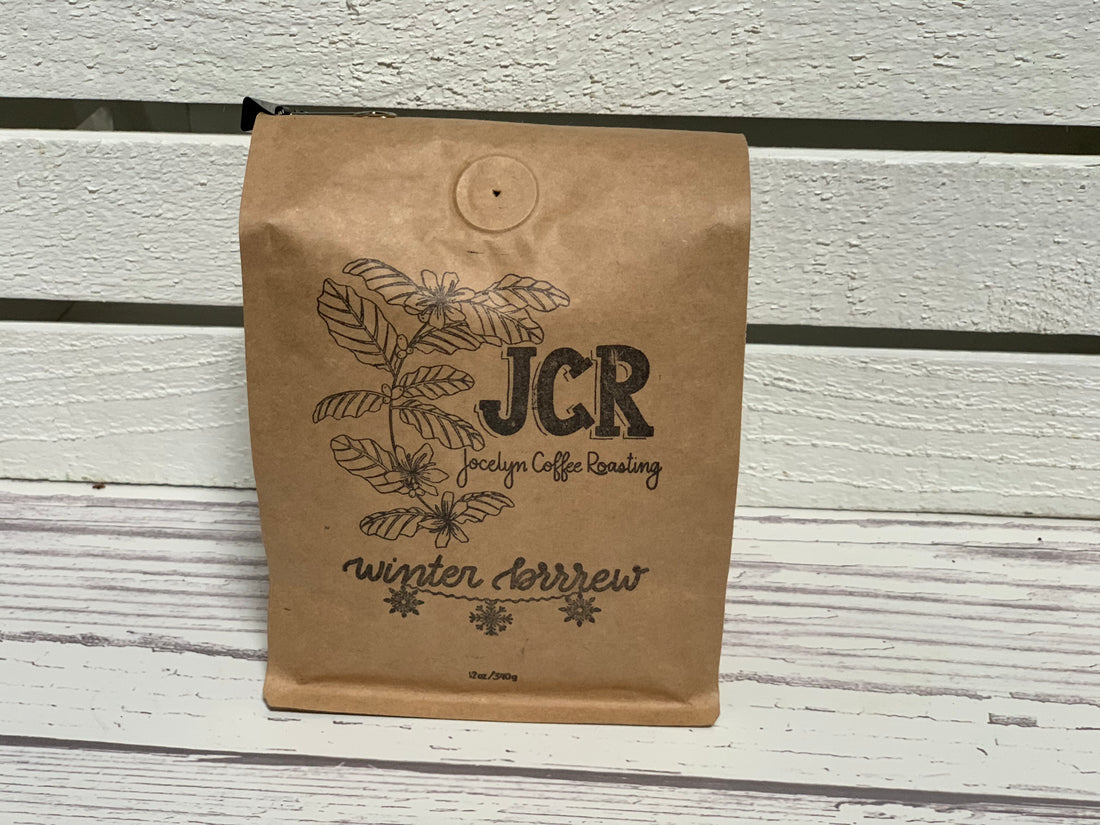 JCR
Jocelyn Coffee Roasting
winter brrrew
12 oz./340g